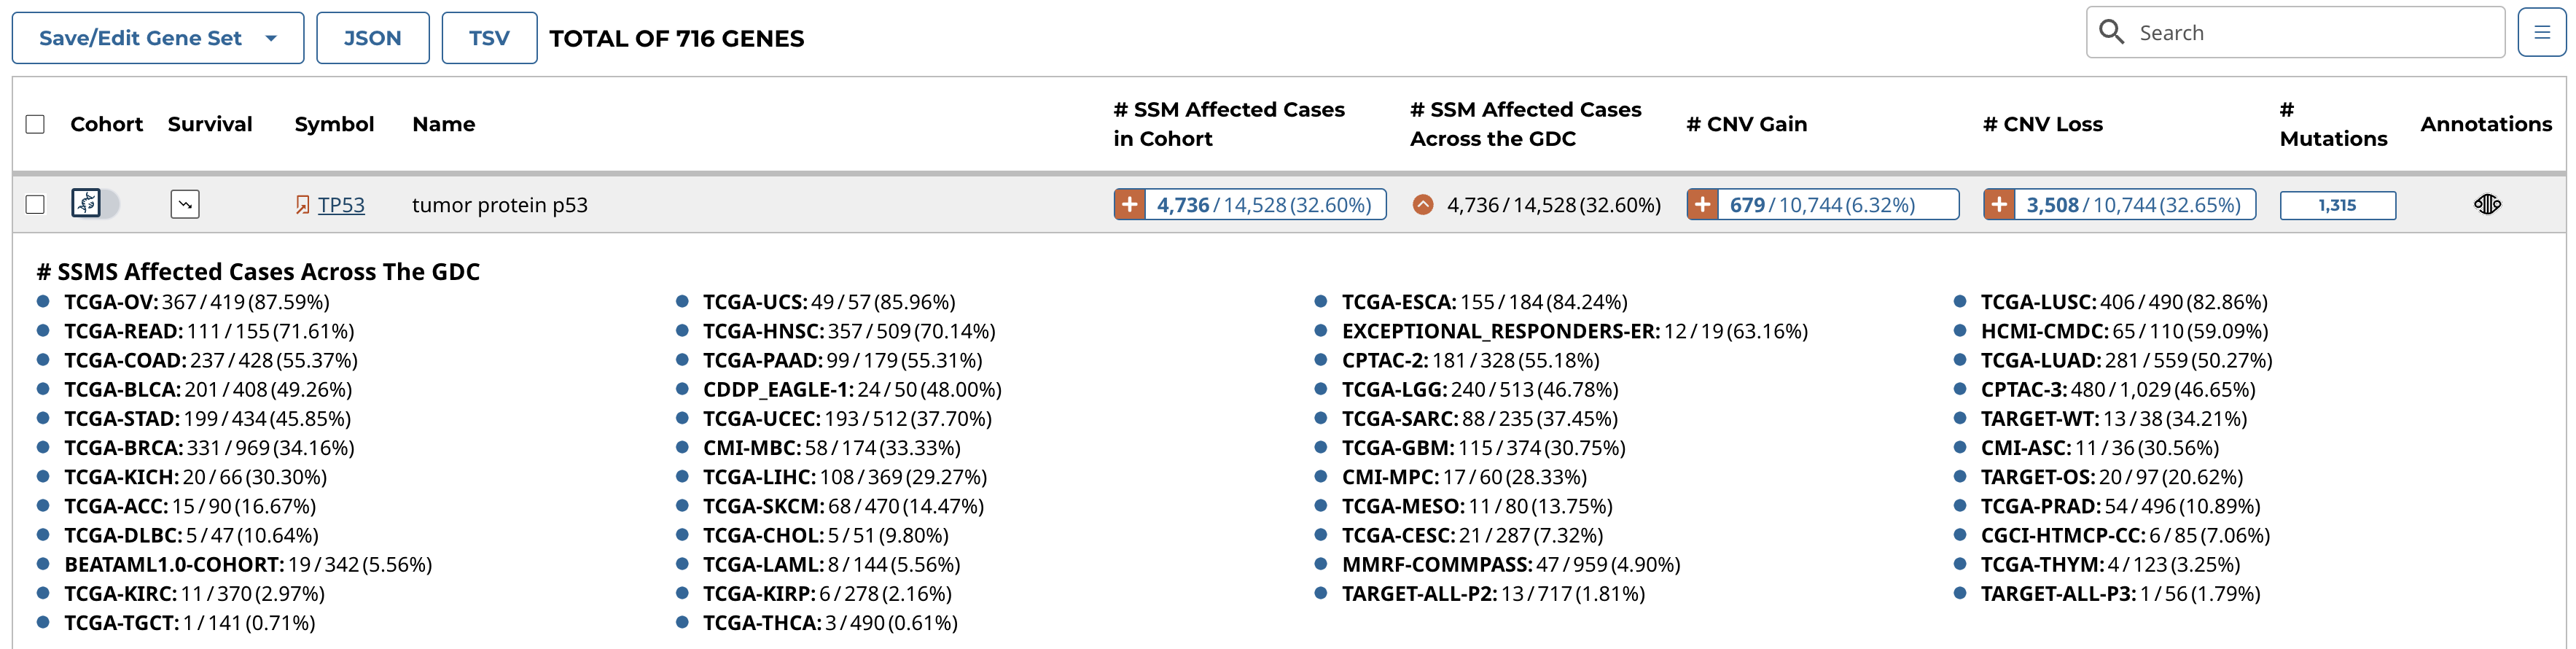 Save/Edit Gene Set JSON TSV TOTAL OF 716 GENES Search
Cohort Survival Symbol Name # SSM Affected Cases in Cohort # SSM Affected Cases Across the GDC # CNV Gain # CNV Loss # Mutations Annotations
TP53 tumor protein p53 4,736 / 14,528 (32.60%) 4,736 / 14,528 (32.60%) 679 / 10,744 (6.32%) 3,508 / 10,744 (32.65%) 1,315
# SSMS Affected Cases Across The GDC
TCGA-OV: 367 / 419 (87.59%) TCGA-UCS: 49 / 57 (85.96%) TCGA-ESCA: 155 / 184 (84.24%) TCGA-LUSC: 406 / 490 (82.86%)
TCGA-READ: 111 / 155 (71.61%) TCGA-HNSC: 357 / 509 (70.14%) EXCEPTIONAL_RESPONDERS-ER: 12 / 19 (63.16%) HCMI-CMDC: 65 / 110 (59.09%)
TCGA-COAD: 237 / 428 (55.37%) TCGA-PAAD: 99 / 179 (55.31%) CPTAC-2: 181 / 328 (55.18%) TCGA-LUAD: 281 / 559 (50.27%)
TCGA-BLCA: 201 / 408 (49.26%) CDDP_EAGLE-1: 24 / 50 (48.00%) TCGA-LGG: 240 / 513 (46.78%) CPTAC-3: 480 / 1,029 (46.65%)
TCGA-STAD: 199 / 434 (45.85%) TCGA-UCEC: 193 / 512 (37.70%) TCGA-SARC: 88 / 235 (37.45%) TARGET-WT: 13 / 38 (34.21%)
TCGA-BRCA: 331 / 969 (34.16%) CMI-MBC: 58 / 174 (33.33%) TCGA-GBM: 115 / 374 (30.75%) CMI-ASC: 11 / 36 (30.56%)
TCGA-KICH: 20 / 66 (30.30%) TCGA-LIHC: 108 / 369 (29.27%) CMI-MPC: 17 / 60 (28.33%) TARGET-OS: 20 / 97 (20.62%)
TCGA-ACC: 15 / 90 (16.67%) TCGA-SKCM: 68 / 470 (14.47%) TCGA-MESO: 11 / 80 (13.75%) TCGA-PRAD: 54 / 496 (10.89%)
TCGA-DLBC: 5 / 47 (10.64%) TCGA-CHOL: 5 / 51 (9.80%) TCGA-CESC: 21 / 287 (7.32%) CGCI-HTMCP-CC: 6 / 85 (7.06%)
BEATAML1.0-COHORT: 19 / 342 (5.56%) TCGA-LAML: 8 / 144 (5.56%) MMRF-COMMPASS: 47 / 959 (4.90%) TCGA-THYM: 4 / 123 (3.25%)
TCGA-KIRC: 11 / 370 (2.97%) TCGA-KIRP: 6 / 278 (2.16%) TARGET-ALL-P2: 13 / 717 (1.81%) TARGET-ALL-P3: 1 / 56 (1.79%)
TCGA-TGCT: 1 / 141 (0.71%) TCGA-THCA: 3 / 490 (0.61%)